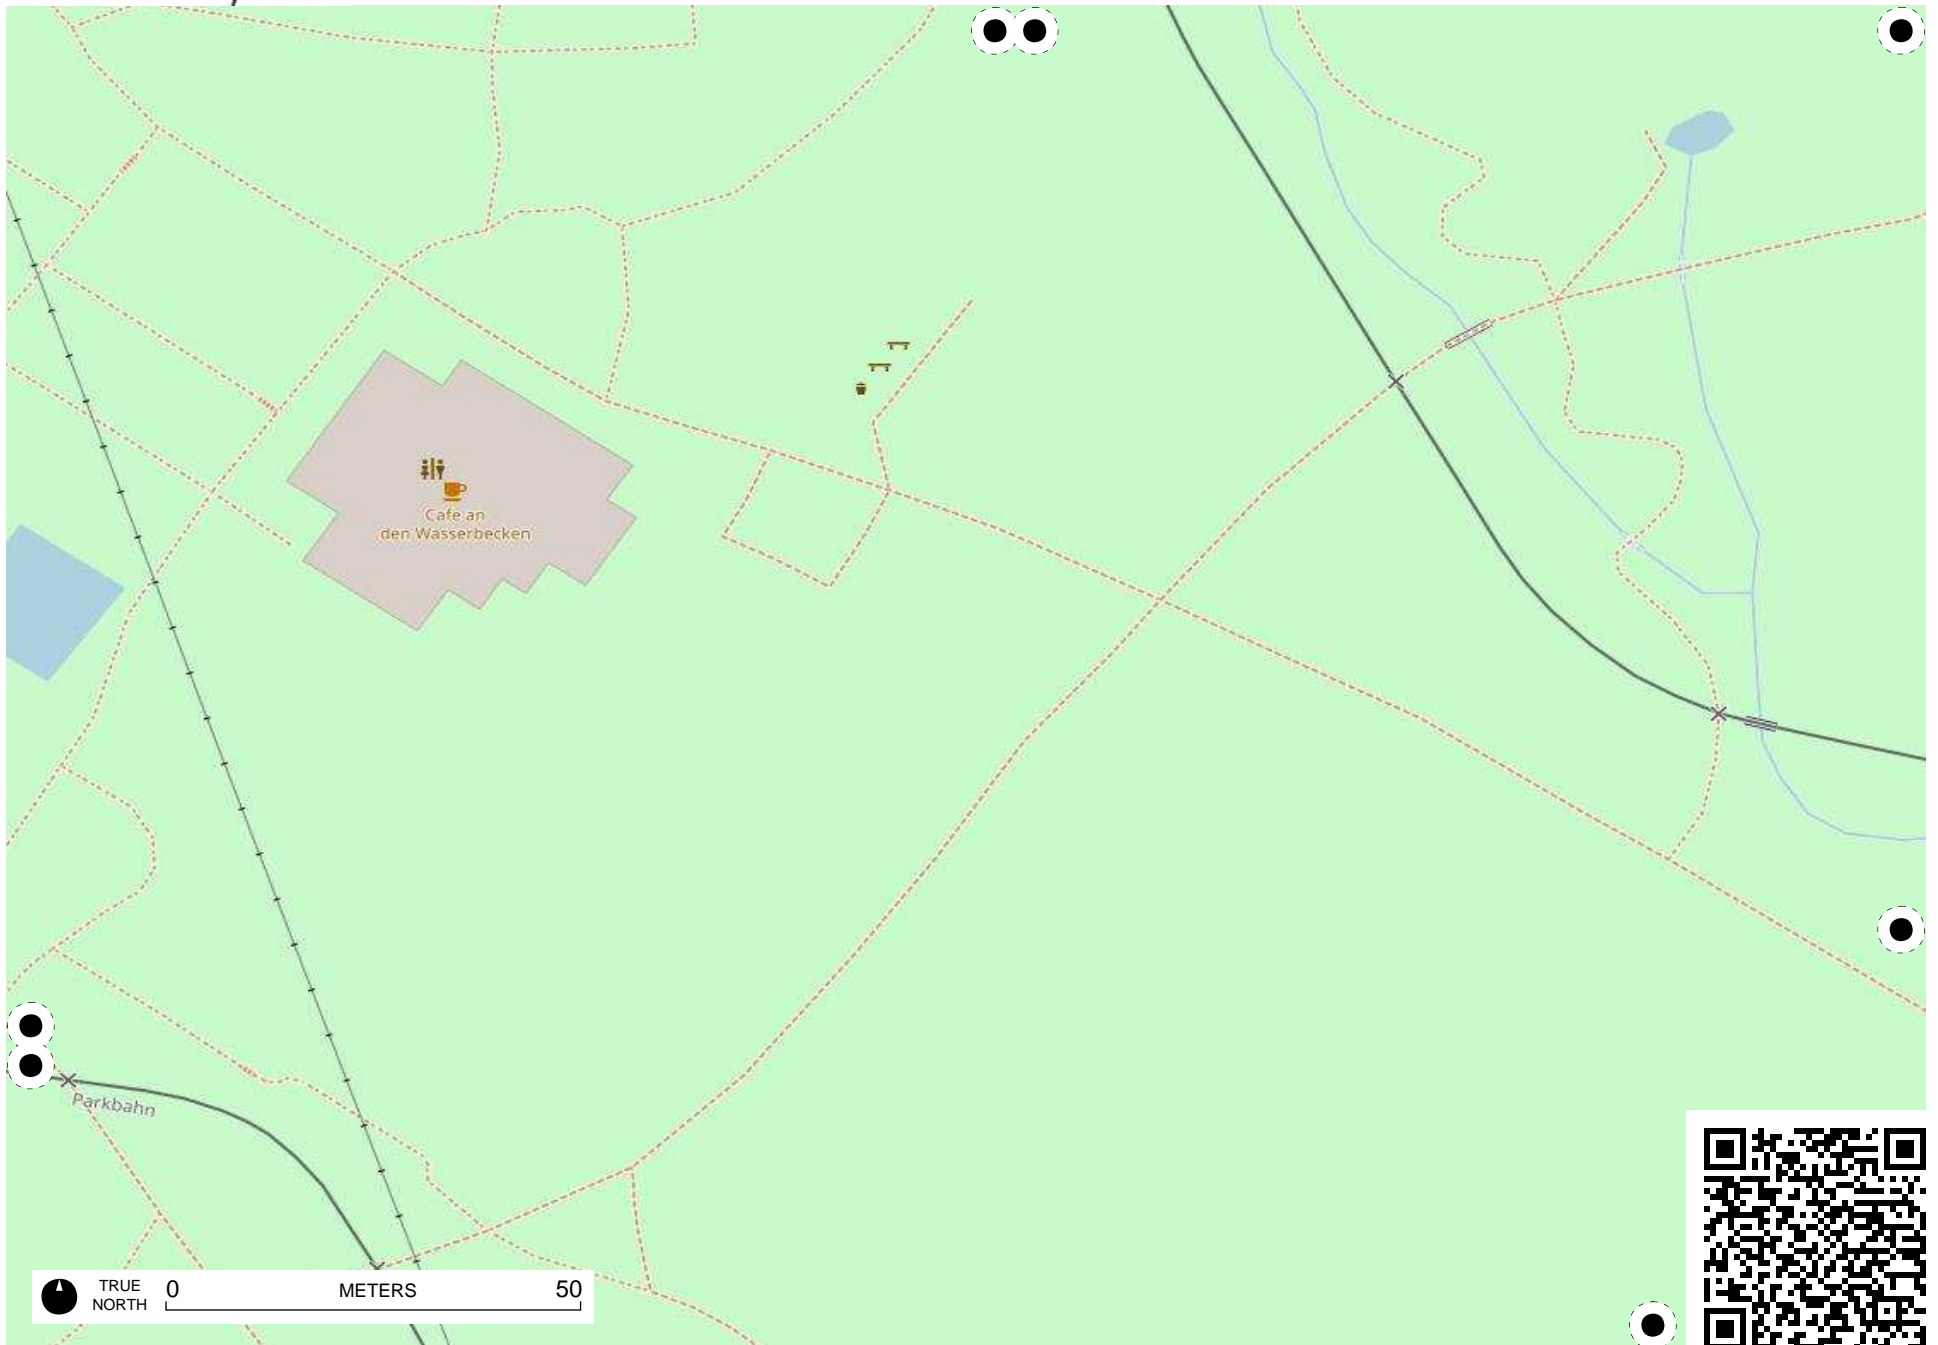 Cafe an
den Wasserbecken
Parkbahn
TRUE
NORTH
0 METERS 50